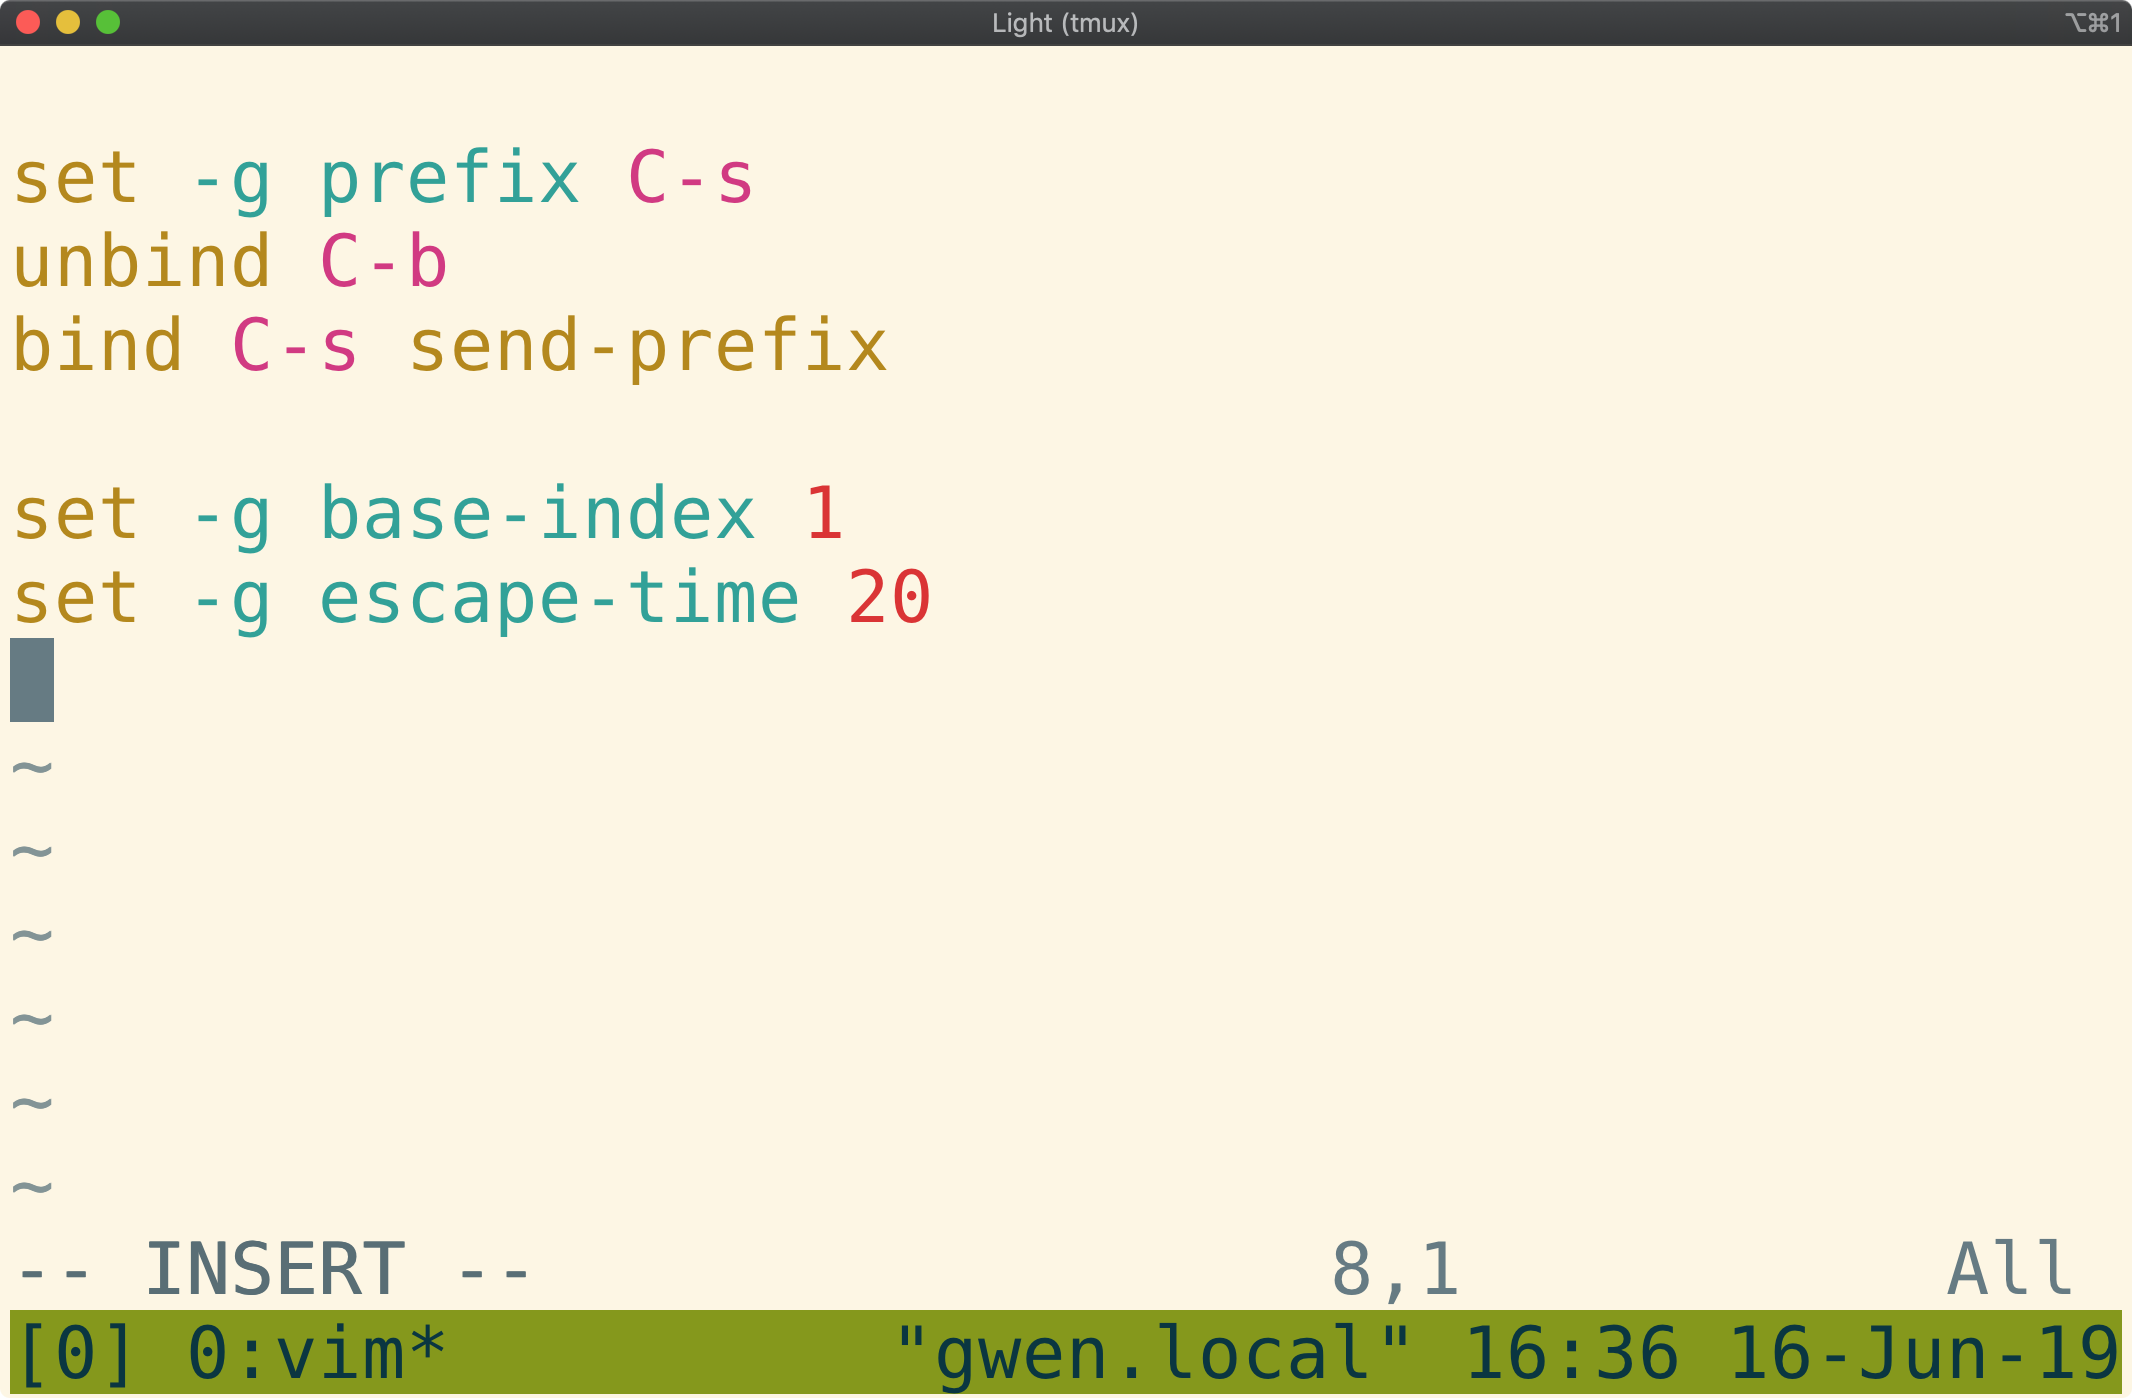 Light (tmux) ⌥⌘1
set -g prefix C-s
unbind C-b
bind C-s send-prefix
set -g base-index 1
set -g escape-time 20
~
~
~
~
~
~
-- INSERT -- 8,1 All
[0] 0:vim* "gwen.local" 16:36 16-Jun-19